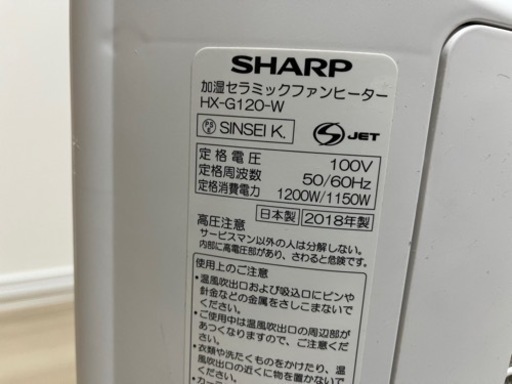 SHARP
加湿セラミックファンヒーター
HX-G120-W
PS E SINSEI K. S JET
定格電圧 100V
定格周波数 50/60Hz
定格消費電力 1200W/1150W
日本製 2018年製
高圧注意
サービスマン以外の人は分解しない。
内部に高電圧部があり、さわると危険です。
使用上のご注意
•温風吹出口および吸込口にピンや
針金などの金属をさしこまないで
ください。
•ご使用中は温風吹出口の周辺部が
あつくなりますので、ご注意
ください。
•衣類や洗たくものをかけたり、温
風吹出口の近くに物を置かないで
ください。